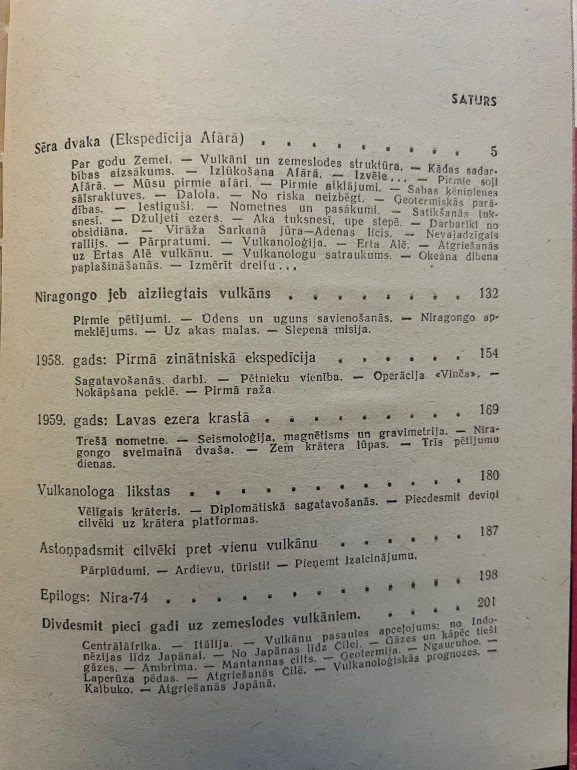 SATURS
Sēra dvaka (Ekspedīcija Afārā) . . . . . . . . 5
Par godu Zemei. — Vulkāni un zemeslodes struktūra. — Kādas sadar-
bības aizsākums. — Izlūkošana Afārā. — Izvēle... — Pirmie soļi
Afārā. — Mūsu pirmie afāri. — Pirmie atklājumi. — Sabas ķēniņienes
sālsraktuves. — Dalola. — No riska neizbēgt. — Ģeotermiskās parā-
dības. — Iestiguši. — Nometnes un pasākumi. — Satikšanās tuk-
snesī. — Džuljeti ezers. — Aka tuksnesī, upe stepē. — Darbarīki no
obsidiāna. — Virāža Sarkanā jūra—Adenas līcis. — Nevajadzīgais
rallijs. — Pārpratumi. — Vulkanoloģija. — Erta Alē. — Atgriešanās
uz Ertas Alē vulkānu. — Vulkanologu satraukums. — Okeāna dibena
paplašināšanās. — Izmērīt dreifu...
Niragongo jeb aizliegtais vulkāns . . . . . . . 132
Pirmie pētījumi. — Ūdens un uguns savienošanās. — Niragongo ap-
meklējums. — Uz akas malas. — Slepenā misija.
1958. gads: Pirmā zinātniskā ekspedīcija . . . . . . 154
Sagatavošanās darbi. — Pētnieku vienība. — Operācija «Vinča». —
Nokāpšana peklē. — Pirmā raža.
1959. gads: Lavas ezera krastā . . . . . . . . 169
Trešā nometne. — Seismoloģija, magnētisms un gravimetrija. — Nira-
gongo sveimainā dvaša. — Zem krātera lūpas. — Trīs pētījumu
dienas.
Vulkanologa likstas . . . . . . . . . . . 180
Vēlīgais krāteris. — Diplomātiskā sagatavošanās. — Piecdesmit deviņi
cilvēki uz krātera platformas.
Astoņpadsmit cilvēki pret vienu vulkānu . . . . . . 187
Pārplūdumi. — Ardievu, tūristi! — Pieņemt izaicinājumu.
Epilogs: Nira-74 . . . . . . . . . . . . 198
Divdesmit pieci gadi uz zemeslodes vulkāniem. . . . . 201
Centrālāfrika. — Itālija. — Vulkānu pasaules apceļojums: no Indo-
nēzijas līdz Japānai. — No Japānas līdz Čīlei. — Gāzes un kāpēc tieši
gāzes. — Ambrima. — Mantannas cilts. — Ģeotermija. — Ngauruhoe. —
Laperūza pēdas. — Atgriešanās Čīlē. — Vulkanoloģiskās prognozes. —
Kalbuko. — Atgriešanās Japānā.